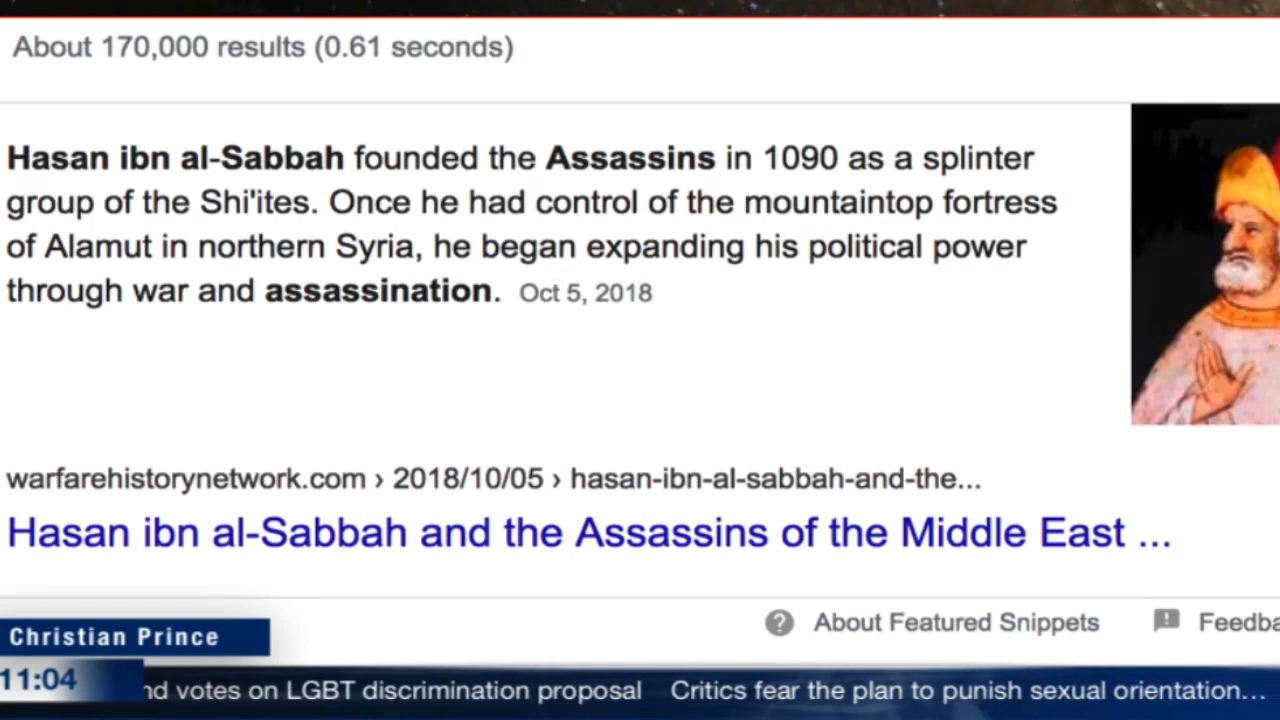 About 170,000 results (0.61 seconds)
Hasan ibn al-Sabbah founded the Assassins in 1090 as a splinter
group of the Shi'ites. Once he had control of the mountaintop fortress
of Alamut in northern Syria, he began expanding his political power
through war and assassination. Oct 5, 2018
warfarehistorynetwork.com › 2018/10/05 › hasan-ibn-al-sabbah-and-the...
Hasan ibn al-Sabbah and the Assassins of the Middle East ...
About Featured Snippets
Christian Prince
11:04
votes on LGBT discrimination proposal Critics fear the plan to punish sexual orientation...